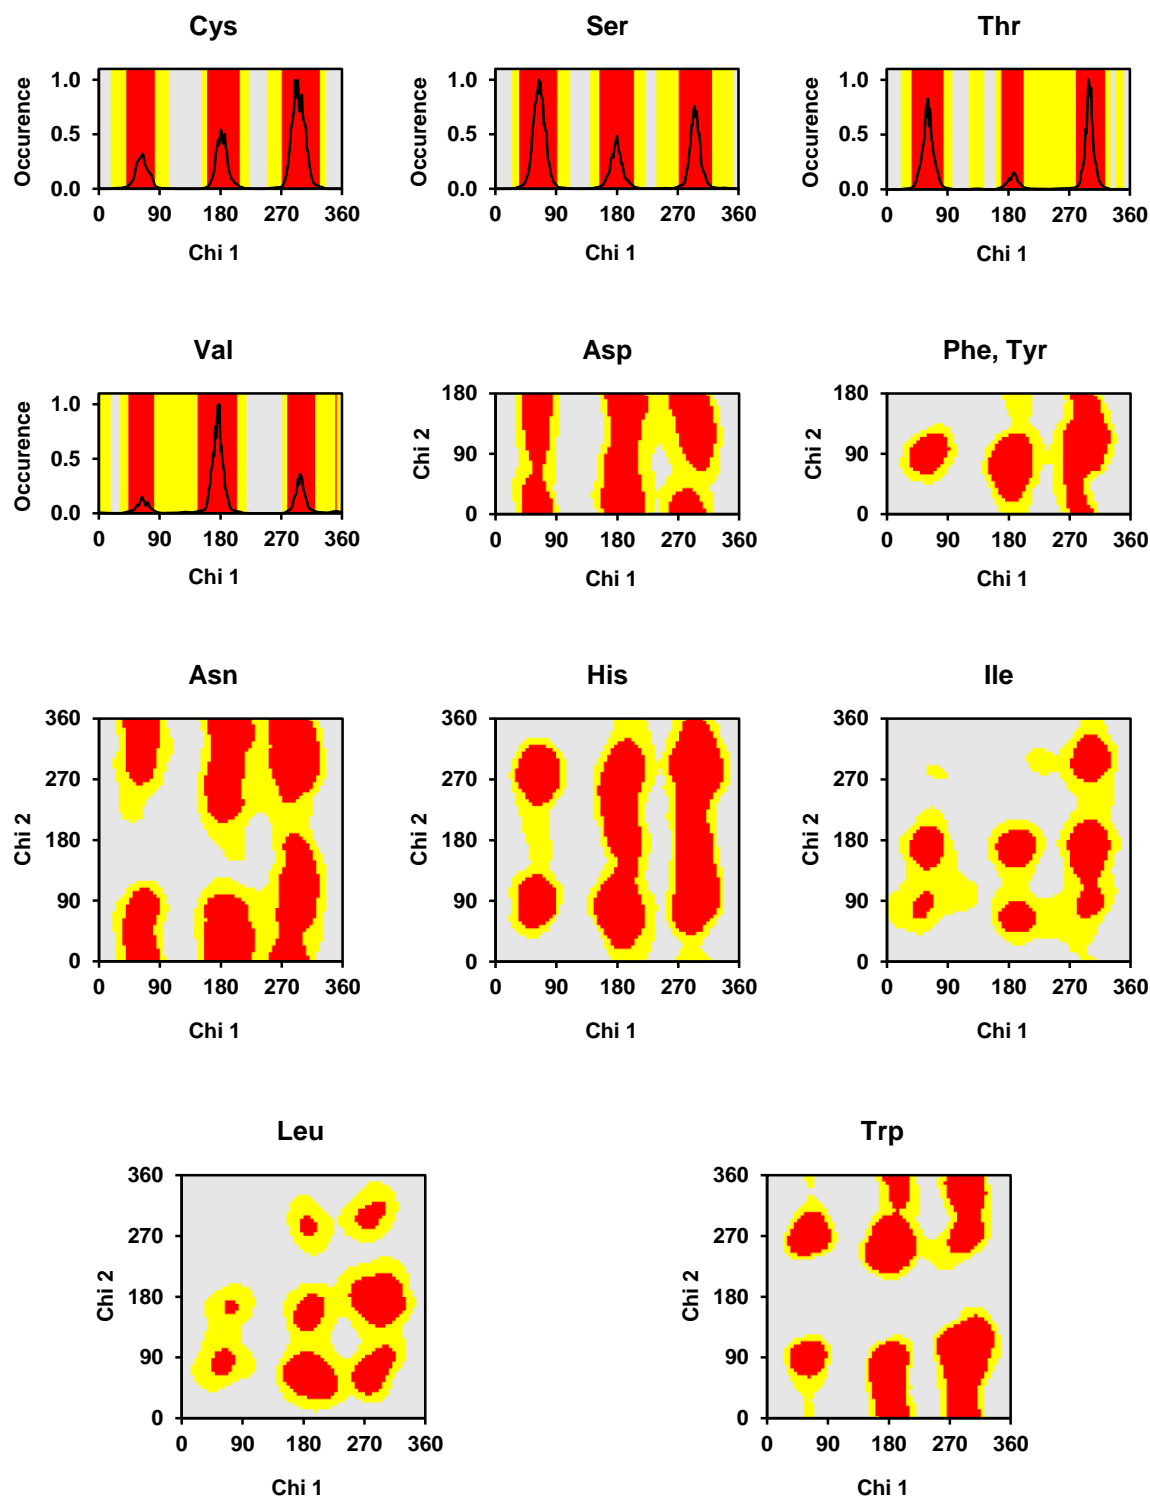 Cys Ser Thr
1.0 1.0 1.0
Occurence Occurence Occurence
0.5 0.5 0.5
0.0 0.0 0.0
0 90 180 270 360 0 90 180 270 360 0 90 180 270 360
Chi 1 Chi 1 Chi 1
Val Asp Phe, Tyr
1.0 180 180
Occurence Chi 2 Chi 2
0.5 90 90
0.0 0 0
0 90 180 270 360 0 90 180 270 360 0 90 180 270 360
Chi 1 Chi 1 Chi 1
Asn His Ile
360 360 360
270 270 270
Chi 2 Chi 2 Chi 2
180 180 180
90 90 90
0 0 0
0 90 180 270 360 0 90 180 270 360 0 90 180 270 360
Chi 1 Chi 1 Chi 1
Leu Trp
360 360
270 270
Chi 2 Chi 2
180 180
90 90
0 0
0 90 180 270 360 0 90 180 270 360
Chi 1 Chi 1